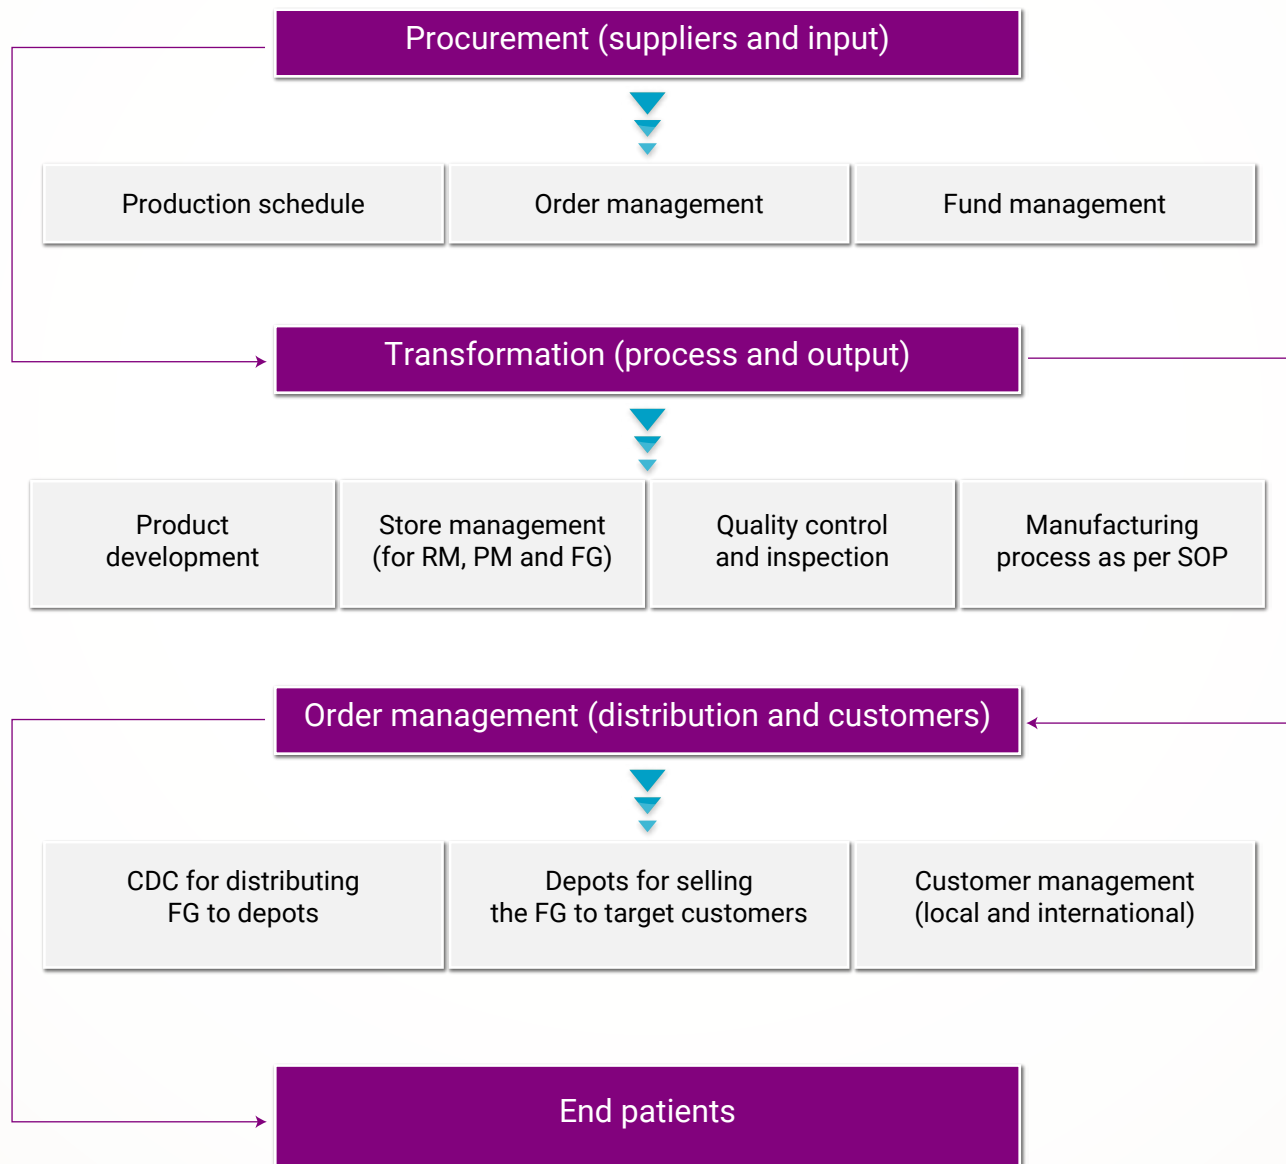 Procurement (suppliers and input)
Production schedule
Order management
Fund management
Transformation (process and output)
Product
development
Store management
(for RM, PM and FG)
Quality control
and inspection
Manufacturing
process as per SOP
Order management (distribution and customers)
CDC for distributing
FG to depots
Depots for selling
the FG to target customers
Customer management
(local and international)
End patients